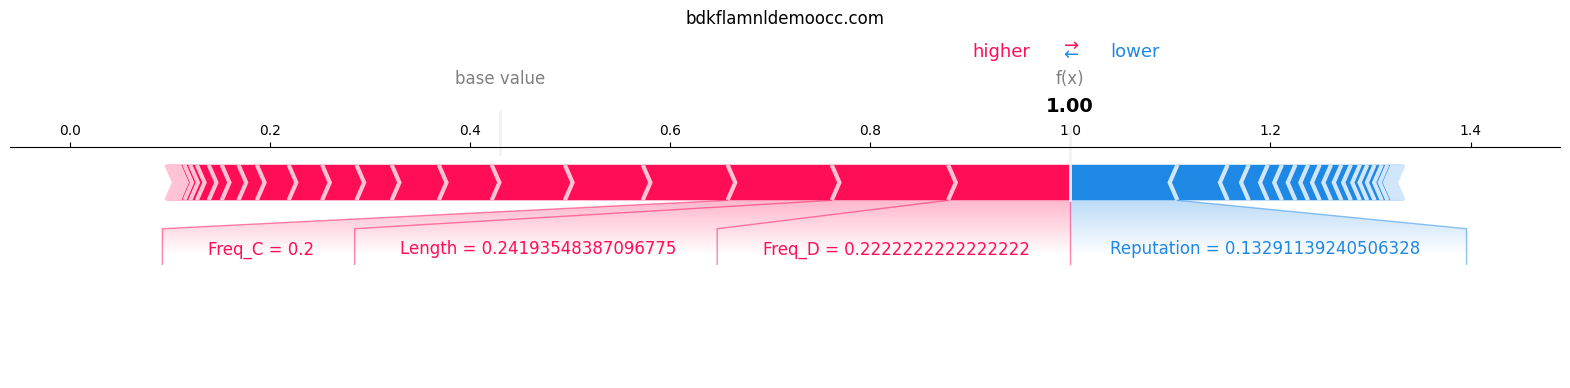 bdkflamnldemoocc.com
higher → ← lower
base value f(x)
1.00
0.0 0.2 0.4 0.6 0.8 1.0 1.2 1.4
Freq_C = 0.2 Length = 0.24193548387096775 Freq_D = 0.2222222222222222 Reputation = 0.13291139240506328